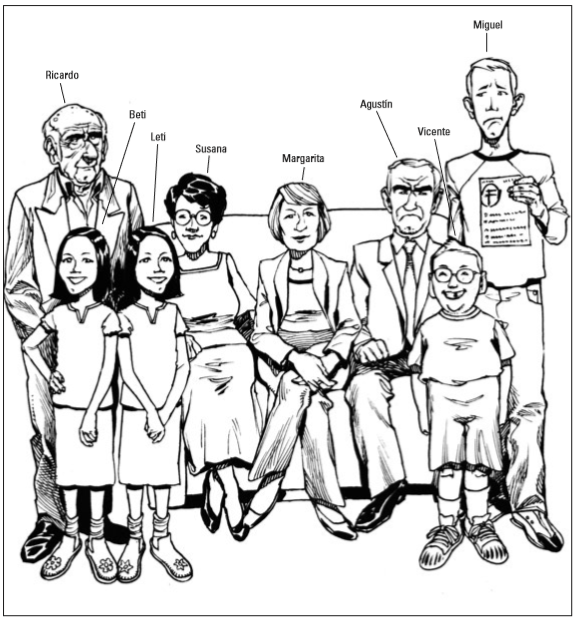 Miguel
Ricardo
Beti
Agustín
Leti
Vicente
Susana
Margarita
F